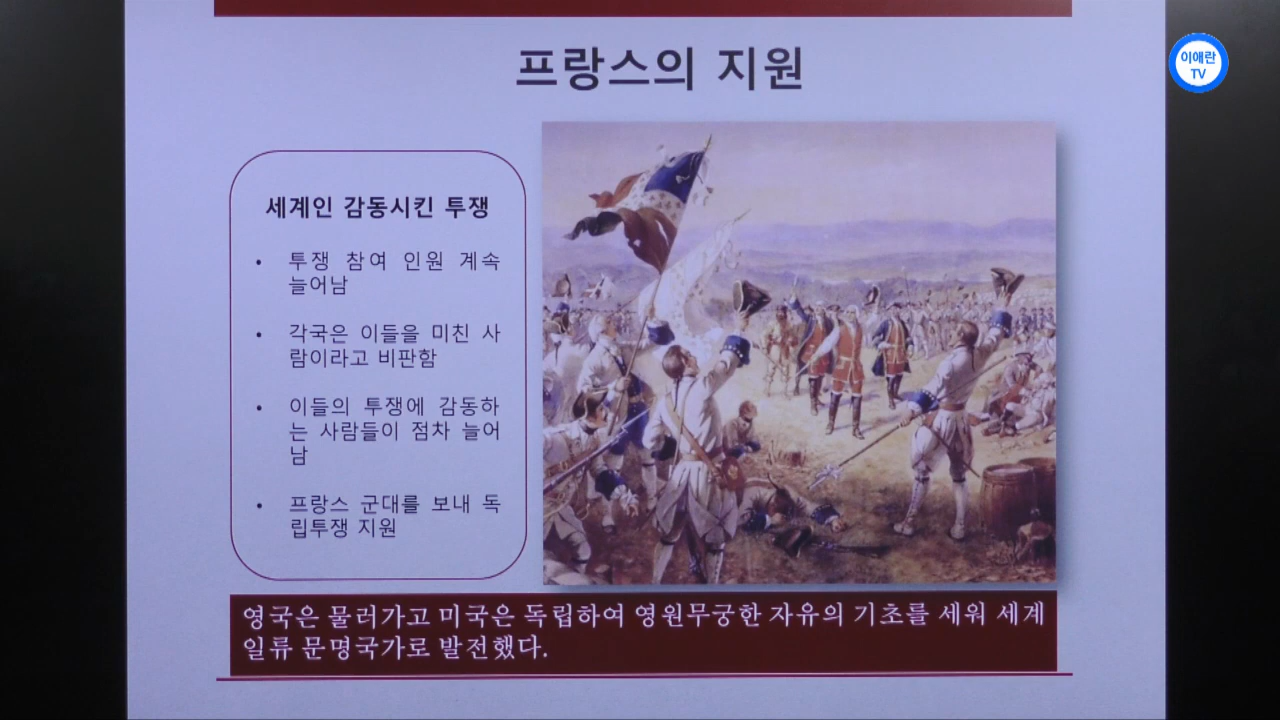 프랑스의 지원
이애란
TV
세계인 감동시킨 투쟁
• 투쟁 참여 인원 계속
늘어남
• 각국은 이들을 미친 사
람이라고 비판함
• 이들의 투쟁에 감동하
는 사람들이 점차 늘어
남
• 프랑스 군대를 보내 독
립투쟁 지원
영국은 물러가고 미국은 독립하여 영원무궁한 자유의 기초를 세워 세계
일류 문명국가로 발전했다.